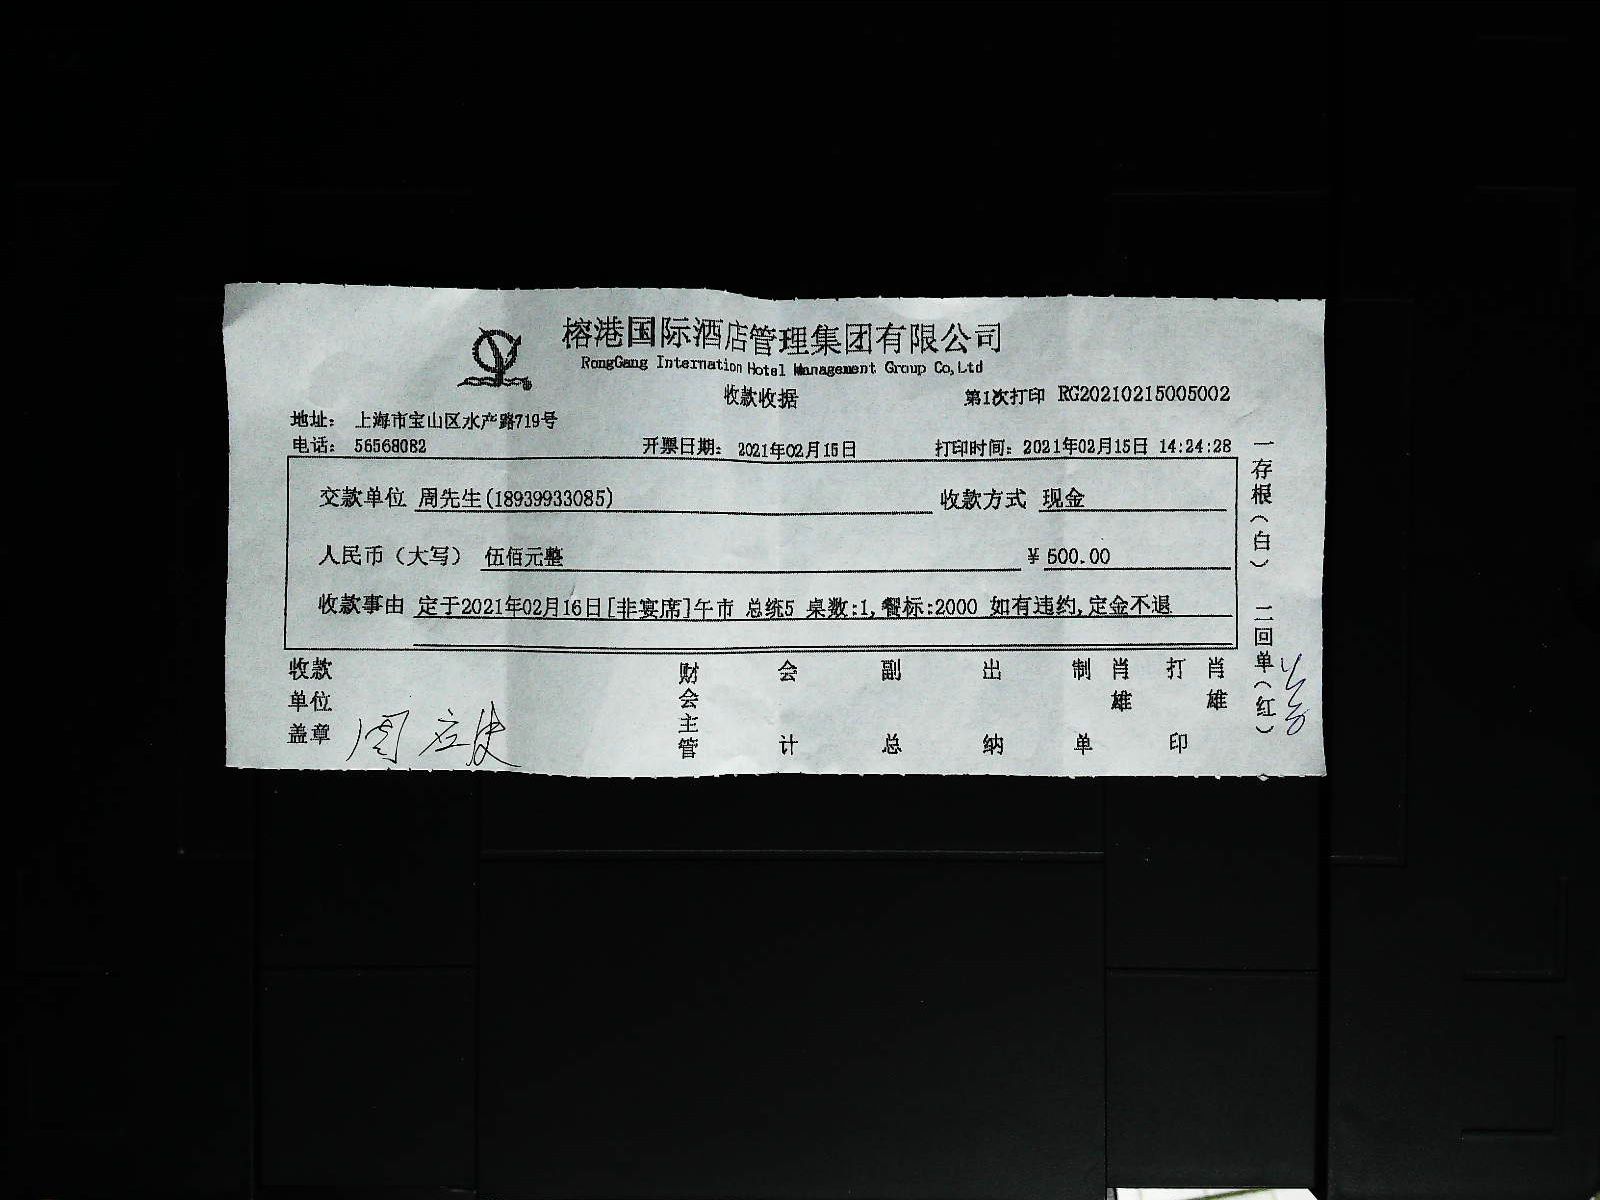 榕港国际酒店管理集团有限公司
RongGang Internation Hotel Management Group Co,Ltd
收款收据
第1次打印 RG20210215005002
地址： 上海市宝山区水产路719号
电话： 56568082 开票日期： 2021年02月15日 打印时间： 2021年02月15日 14:24:28
交款单位 周先生(18939933085) 收款方式 现金
人民币（大写） 伍佰元整 ￥500.00
收款事由 定于2021年02月16日[非宴席]午市 总统5 桌数:1,餐标:2000 如有违约,定金不退
收款单位盖章 周
财会主管 会计 副总 出纳 制单 肖雄 打印 肖雄
一存根（白） 二回单（红）